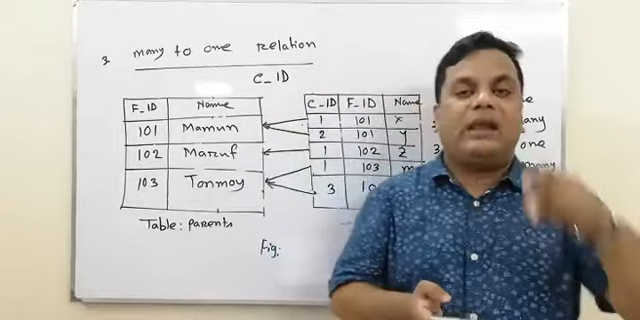 3. many to one Relation
C_ID
F_ID Name
101 Mamun
102 Maruf
103 Tonmoy
Table: parents
C_ID F_ID Name
1 101 x
2 101 y
1 102 z
1 103 m
3 10
Fig:
one
many